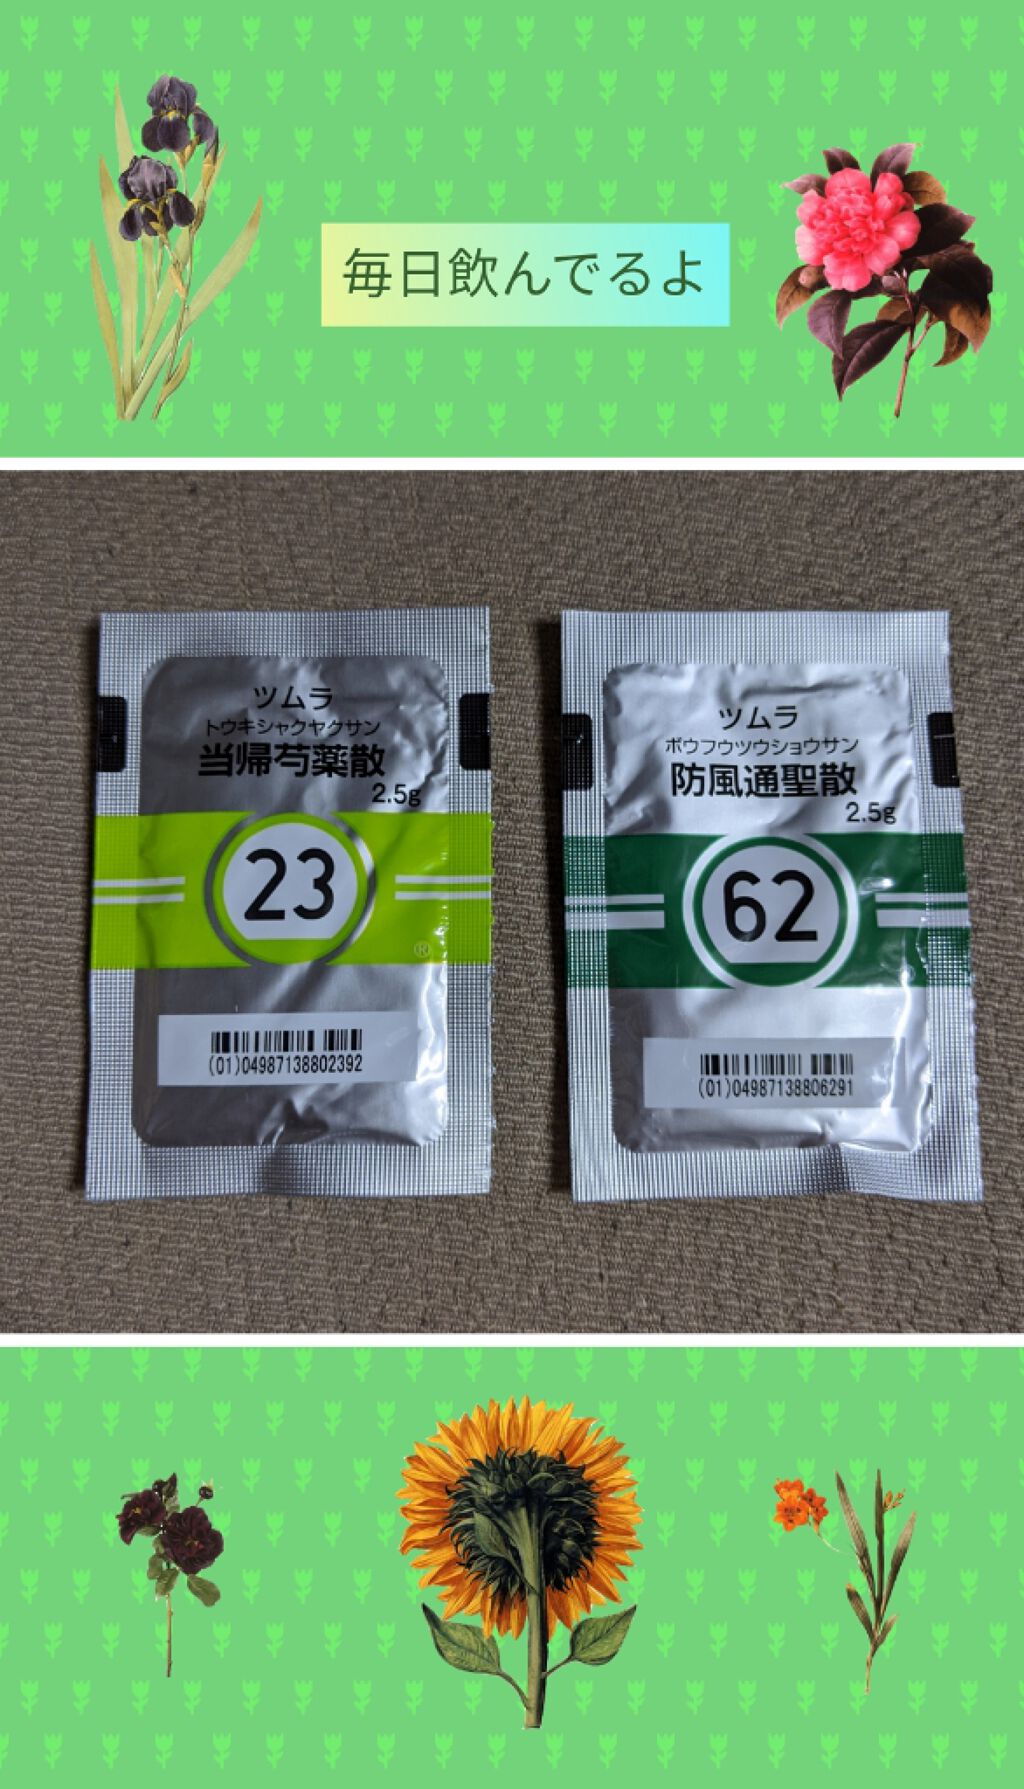 毎日飲んでるよ
ツムラ
トウキシャクヤクサン
当帰芍薬散
2.5g
23
®
(01)04987138802392
ツムラ
ボウフウツウショウサン
防風通聖散
2.5g
62
(01)04987138806291